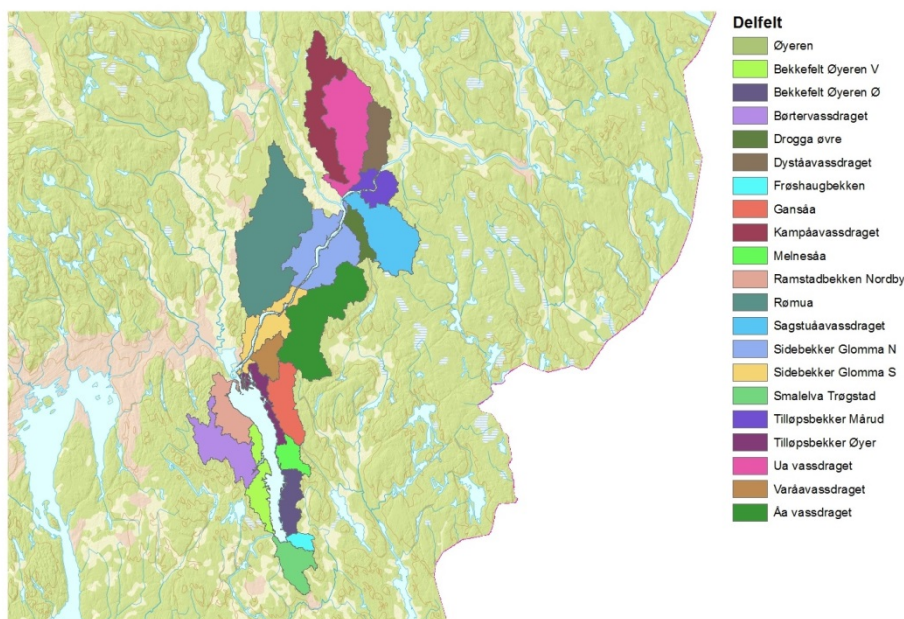 Delfelt
Øyeren
Bekkefelt Øyeren V
Bekkefelt Øyeren Ø
Børtervassdraget
Drogga øvre
Dyståavassdraget
Frøshaugbekken
Gansåa
Kampåavassdraget
Melnesåa
Ramstadbekken Nordby
Rømua
Sagstuåavassdraget
Sidebekker Glomma N
Sidebekker Glomma S
Smalelva Trøgstad
Tilløpsbekker Mårud
Tilløpsbekker Øyer
Ua vassdraget
Varåavassdraget
Åa vassdraget